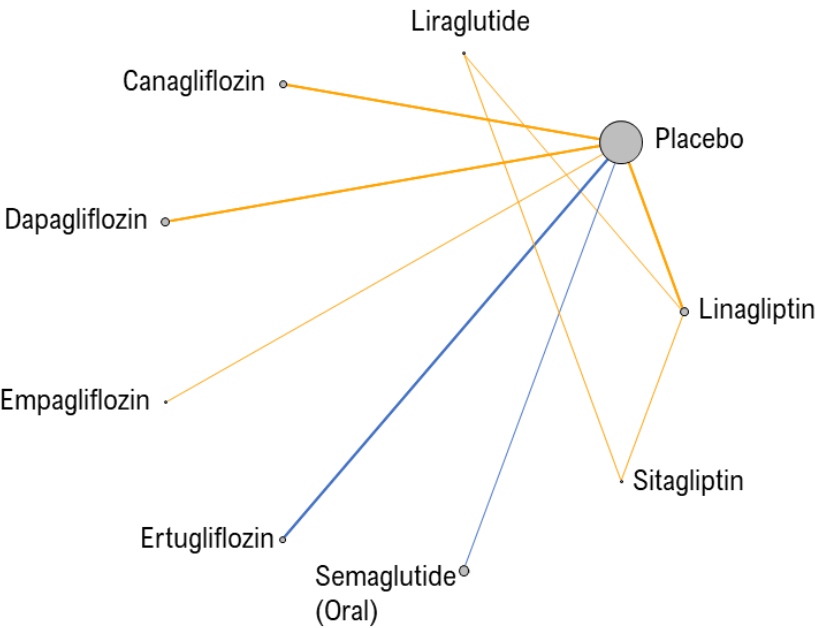 Liraglutide
Canagliflozin
Placebo
Dapagliflozin
Linagliptin
Empagliflozin
Sitagliptin
Ertugliflozin
Semaglutide
(Oral)